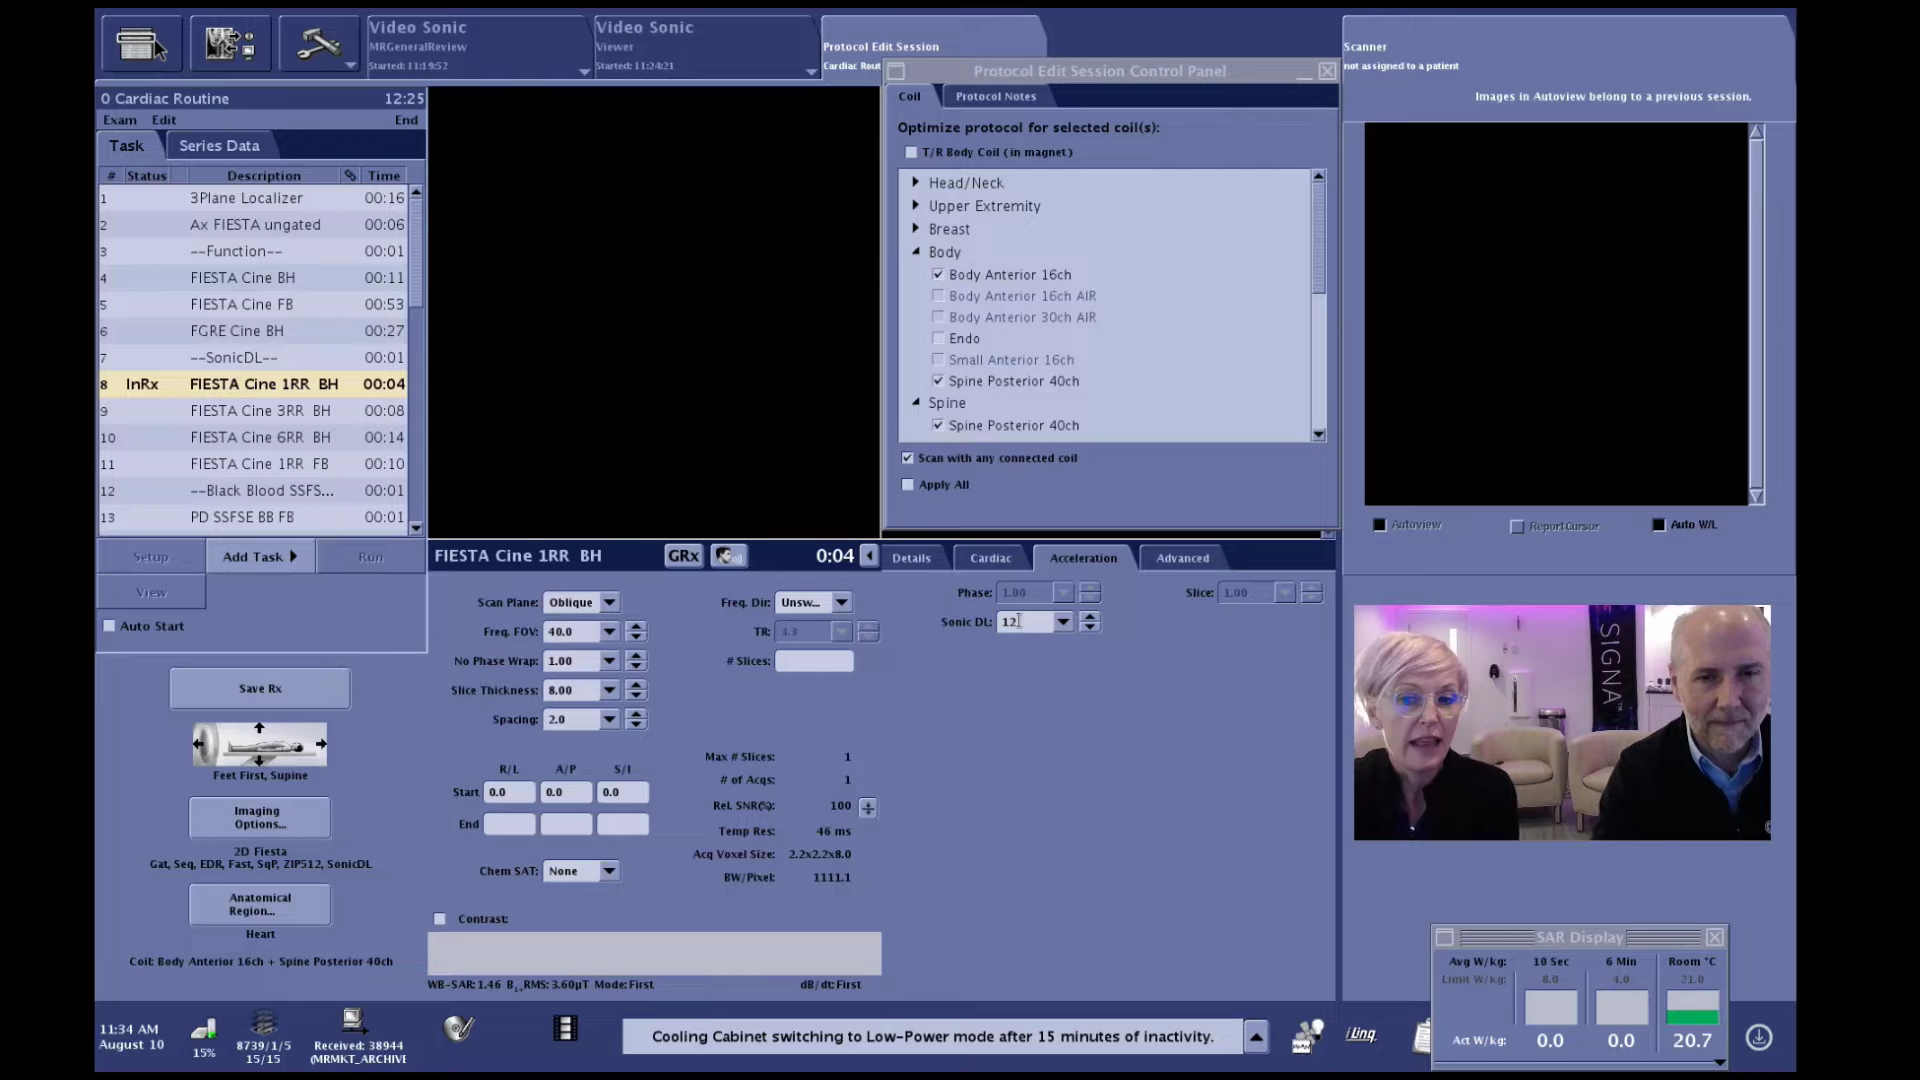 Video Sonic
MRGeneralReview
Started: 11:19:52
Video Sonic
Viewer
Started: 11:24:21
Protocol Edit Session
Cardiac Rout
Scanner
not assigned to a patient
Images in Autoview belong to a previous session.
0 Cardiac Routine 12:25
Exam Edit End
Task Series Data
# Status Description Time
1 3Plane Localizer 00:16
2 Ax FIESTA ungated 00:06
3 --Function-- 00:01
4 FIESTA Cine BH 00:11
5 FIESTA Cine FB 00:53
6 FGRE Cine BH 00:27
7 --SonicDL-- 00:01
8 InRx FIESTA Cine 1RR BH 00:04
9 FIESTA Cine 3RR BH 00:08
10 FIESTA Cine 6RR BH 00:14
11 FIESTA Cine 1RR FB 00:10
12 --Black Blood SSFS... 00:01
13 PD SSFSE BB FB 00:01
Setup Add Task Run
View
Auto Start
Save Rx
Feet First, Supine
Imaging
Options...
2D Fiesta
Gat, Seq, EDR, Fast, SqP, ZIP512, SonicDL
Anatomical
Region...
Heart
Coil: Body Anterior 16ch + Spine Posterior 40ch
Protocol Edit Session Control Panel
Coil Protocol Notes
Optimize protocol for selected coil(s):
T/R Body Coil (in magnet)
Head/Neck
Upper Extremity
Breast
Body
Body Anterior 16ch
Body Anterior 16ch AIR
Body Anterior 30ch AIR
Endo
Small Anterior 16ch
Spine Posterior 40ch
Spine
Spine Posterior 40ch
Scan with any connected coil
Apply All
Autoview Report Cursor Auto W/L
FIESTA Cine 1RR BH GRx 0:04
Details Cardiac Acceleration Advanced
Scan Plane: Oblique
Freq. FOV: 40.0
No Phase Wrap: 1.00
Slice Thickness: 8.00
Spacing: 2.0
Freq. Dir: Unsw...
TR: 3.3
# Slices:
Phase: 1.00 Slice: 1.00
Sonic DL: 12
R/L A/P S/I
Start 0.0 0.0 0.0
End
Chem SAT: None
Max # Slices: 1
# of Acqs: 1
Rel. SNR(%): 100
Temp Res: 46 ms
Acq Voxel Size: 2.2x2.2x8.0
BW/Pixel: 1111.1
Contrast:
WB-SAR: 1.46 B1+RMS: 3.60µT Mode: First dB/dt: First
SIGNA™
SAR Display
Avg W/kg: 10 Sec 6 Min Room °C
Limit W/kg: 8.0 4.0 21.0
Act W/kg: 0.0 0.0 20.7
11:34 AM
August 10
15%
8739/1/5
15/15
Received: 38944
(MRMKT_ARCHIVE
Cooling Cabinet switching to Low-Power mode after 15 minutes of inactivity.
iLinq